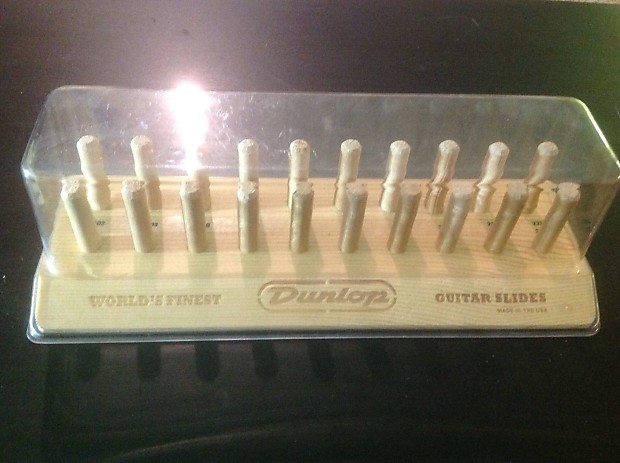 WORLD'S FINEST
Dunlop
GUITAR SLIDES
MADE IN THE USA